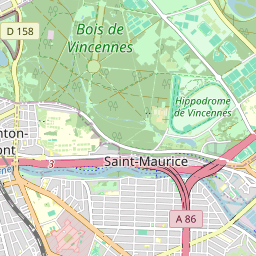 D 158
Bois de
Vincennes
Hippodrome
de Vincennes
nton-
ont
3
Saint-Maurice
A 86